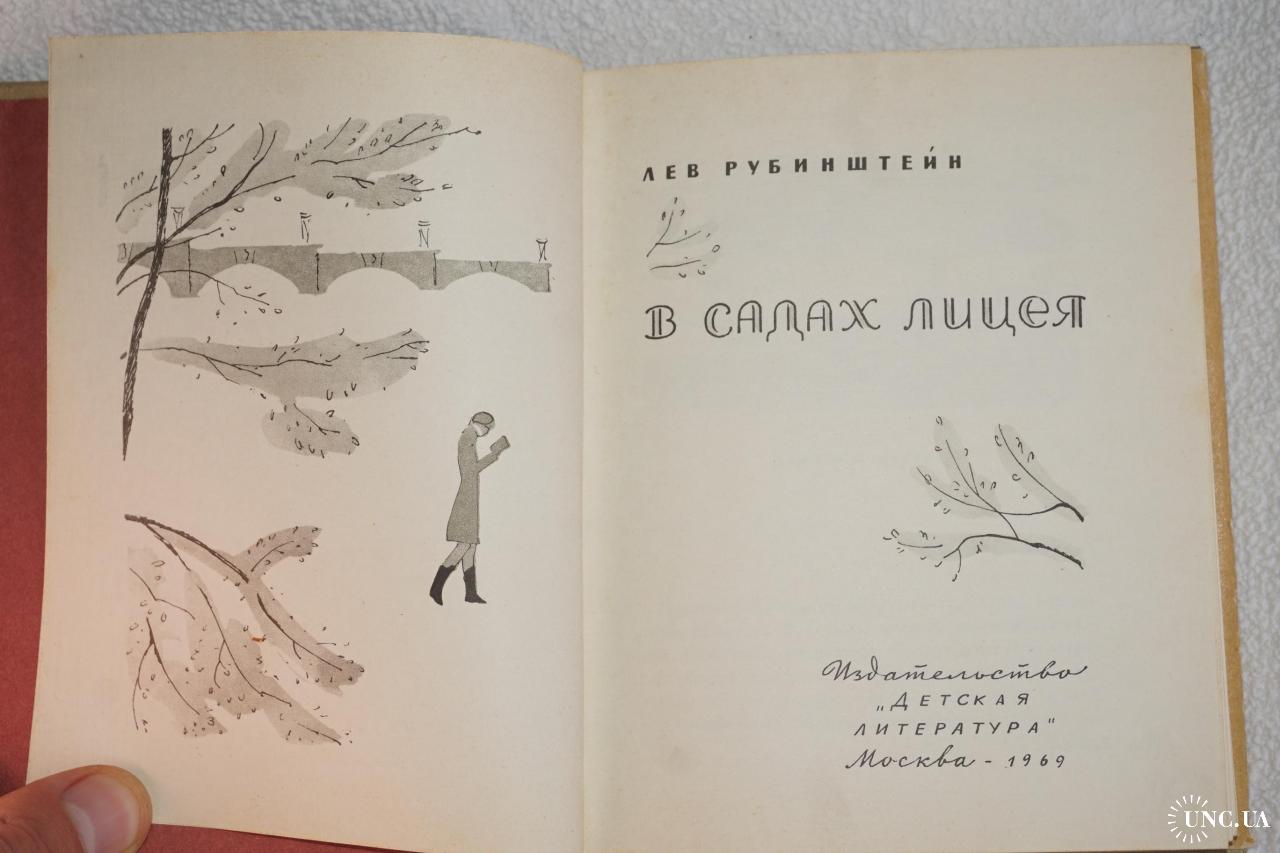 ЛЕВ РУБИНШТЕЙН
В САДАХ ЛИЦЕЯ
Издательство
„ДЕТСКАЯ
ЛИТЕРАТУРА"
Москва - 1969
UNC.UA